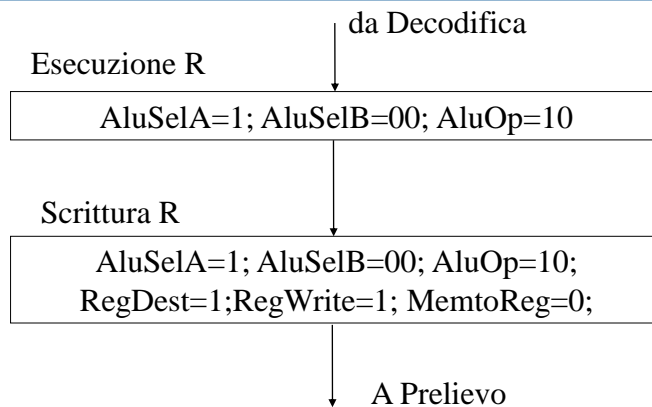 da Decodifica
Esecuzione R
AluSelA=1; AluSelB=00; AluOp=10
Scrittura R
AluSelA=1; AluSelB=00; AluOp=10;
RegDest=1;RegWrite=1; MemtoReg=0;
A Prelievo